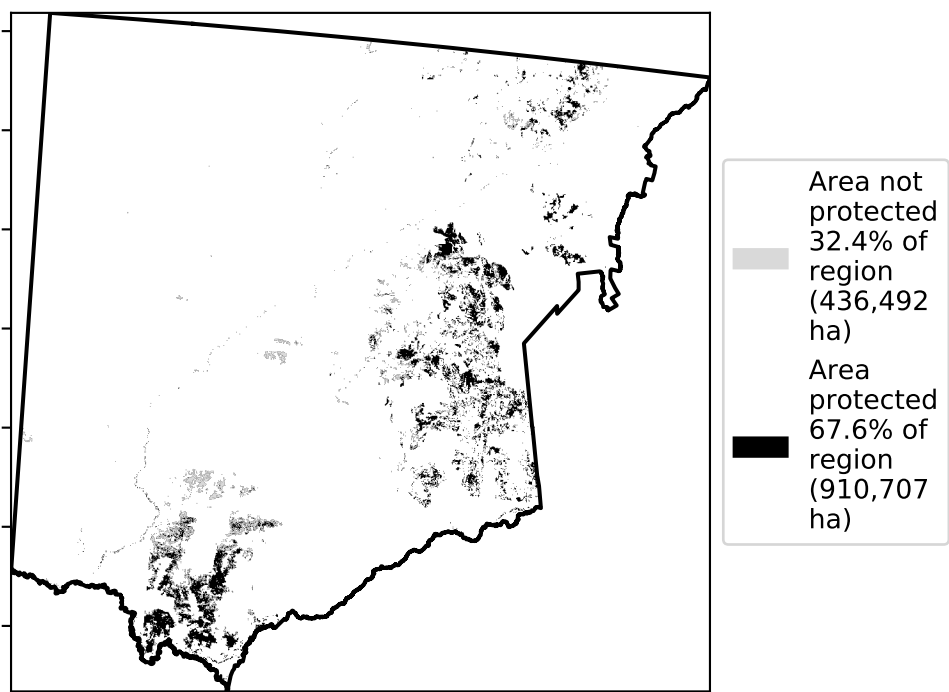 Area not
protected
32.4% of
region
(436,492
ha)
Area
protected
67.6% of
region
(910,707
ha)